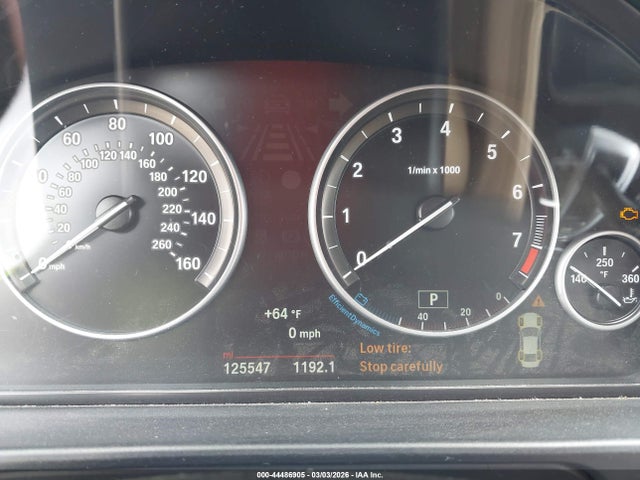 60 80 100 120 140 160
0 20 40 60 80 100 120 140 160 180 200 220 240 260
km/h
0 mph
0 1 2 3 4 5 6 7
1/min x 1000
EfficientDynamics
40 20 0
P
140 250 360
°F
+64 °F
0 mph
mi
125547 1192.1
Low tire:
Stop carefully
000-44486905 - 03/03/2026 - IAA Inc.